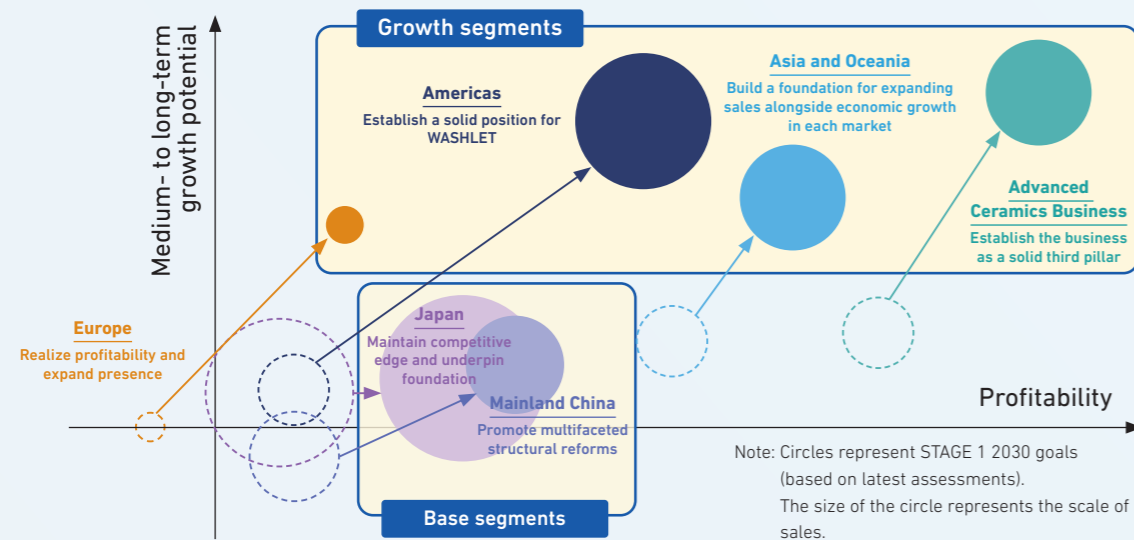 Medium- to long-term
growth potential
Growth segments
Americas
Establish a solid position for
WASHLET
Asia and Oceania
Build a foundation for expanding
sales alongside economic growth
in each market
Advanced
Ceramics Business
Establish the business
as a solid third pillar
Europe
Realize profitability and
expand presence
Japan
Maintain competitive
edge and underpin
foundation
Mainland China
Promote multifaceted
structural reforms
Base segments
Profitability
Note: Circles represent STAGE 1 2030 goals
(based on latest assessments).
The size of the circle represents the scale of
sales.